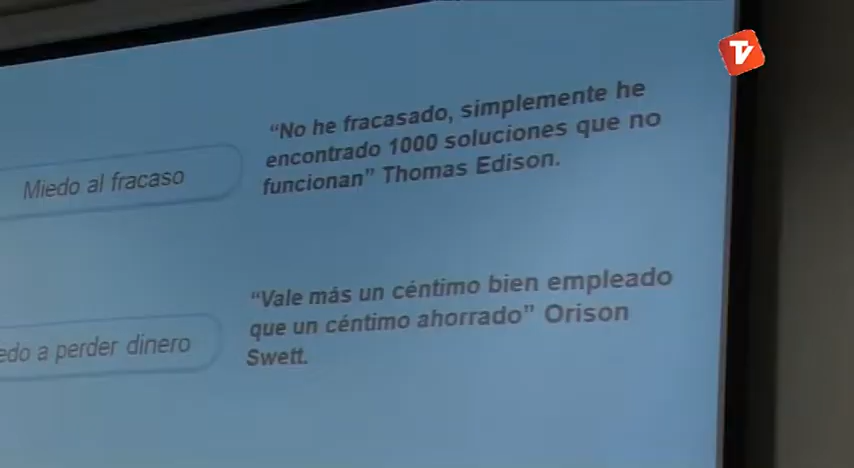 TV
“No he fracasado, simplemente he
encontrado 1000 soluciones que no
funcionan” Thomas Edison.
Miedo al fracaso
“Vale más un céntimo bien empleado
que un céntimo ahorrado” Orison
Swett.
edo a perder dinero